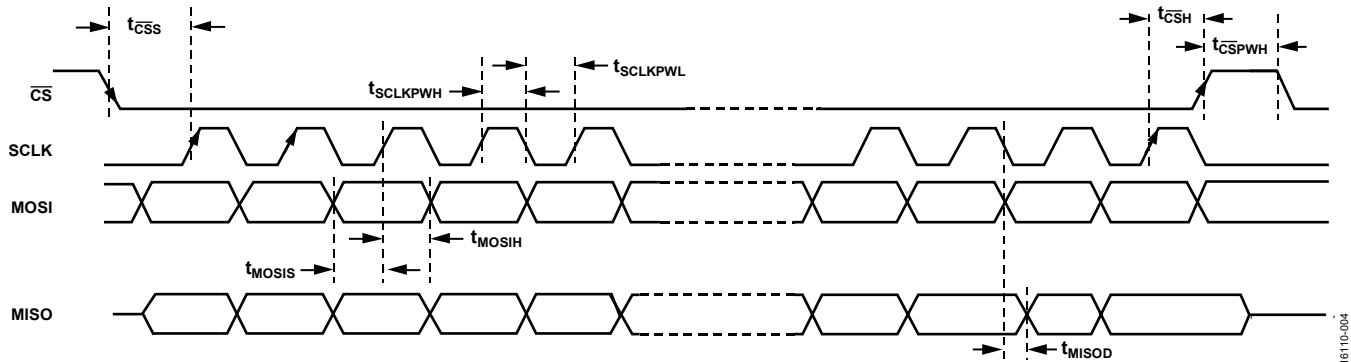 tCSS
tCSH
tCSPWH
tSCLKPWL
tSCLKPWH
CS
SCLK
MOSI
tMOSIH
tMOSIS
MISO
tMISOD
16110-004